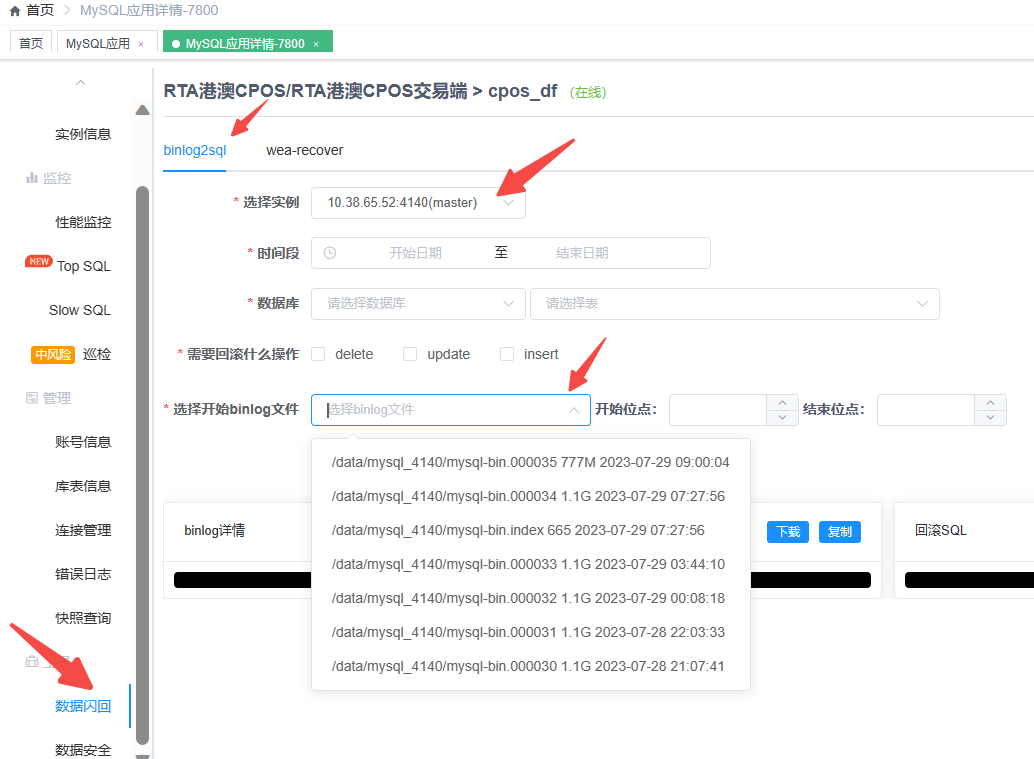 首页 > MySQL应用详情-7800
首页 MySQL应用 × MySQL应用详情-7800 ×
RTA港澳CPOS/RTA港澳CPOS交易端 > cpos_df (在线)
binlog2sql wea-recover
实例信息
监控
性能监控
NEW Top SQL
Slow SQL
中风险 巡检
管理
账号信息
库表信息
连接管理
错误日志
快照查询
数据闪回
数据安全
* 选择实例 10.38.65.52:4140(master)
* 时间段 开始日期 至 结束日期
* 数据库 请选择数据库 请选择表
* 需要回滚什么操作 delete update insert
* 选择开始binlog文件 选择binlog文件 开始位点: 结束位点:
/data/mysql_4140/mysql-bin.000035 777M 2023-07-29 09:00:04
/data/mysql_4140/mysql-bin.000034 1.1G 2023-07-29 07:27:56
/data/mysql_4140/mysql-bin.index 665 2023-07-29 07:27:56
/data/mysql_4140/mysql-bin.000033 1.1G 2023-07-29 03:44:10
/data/mysql_4140/mysql-bin.000032 1.1G 2023-07-29 00:08:18
/data/mysql_4140/mysql-bin.000031 1.1G 2023-07-28 22:03:33
/data/mysql_4140/mysql-bin.000030 1.1G 2023-07-28 21:07:41
binlog详情 下载 复制 回滚SQL